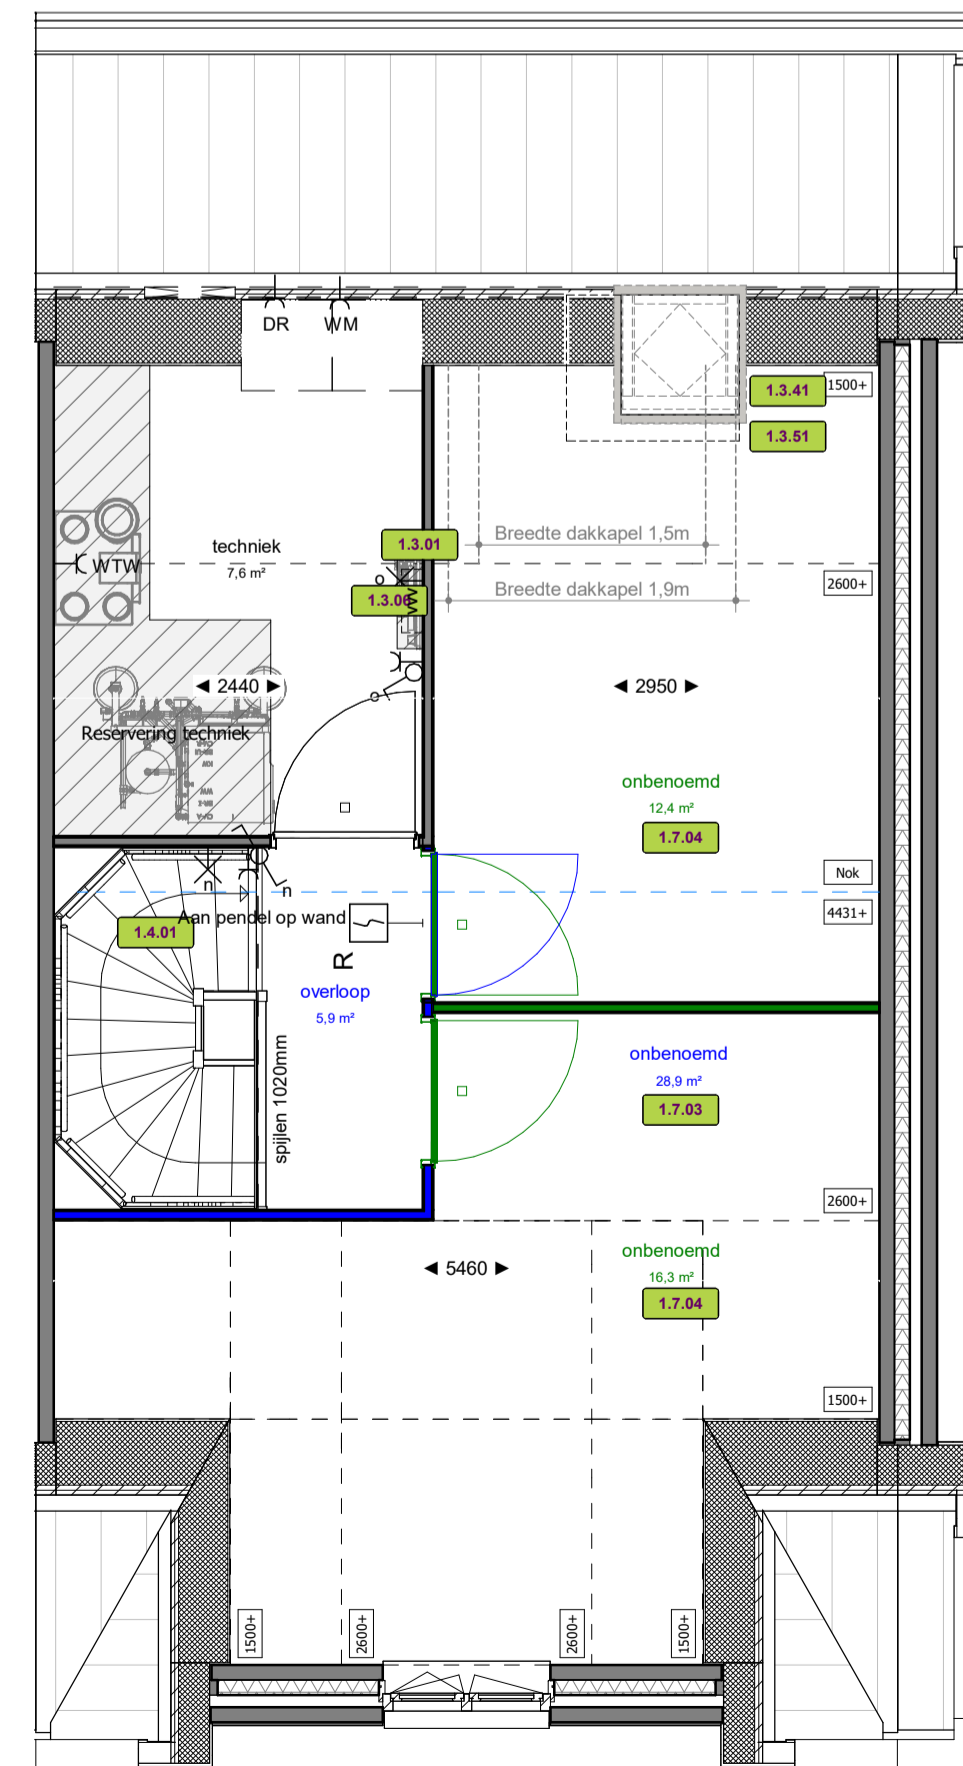 DR
WM
1.3.41
1500+
1.3.51
Breedte dakkapel 1,5m
1.3.01
techniek
7,6 m²
WTW
2600+
Breedte dakkapel 1,9m
1.3.06
◄ 2440 ►
◄ 2950 ►
Reservering techniek
onbenoemd
12,4 m²
1.7.04
Nok
n
n
4431+
Aan pendel op wand
1.4.01
R
overloop
5,9 m²
spijlen 1020mm
onbenoemd
28,9 m²
1.7.03
2600+
onbenoemd
16,3 m²
◄ 5460 ►
1.7.04
1500+
1500+
2600+
2600+
1500+